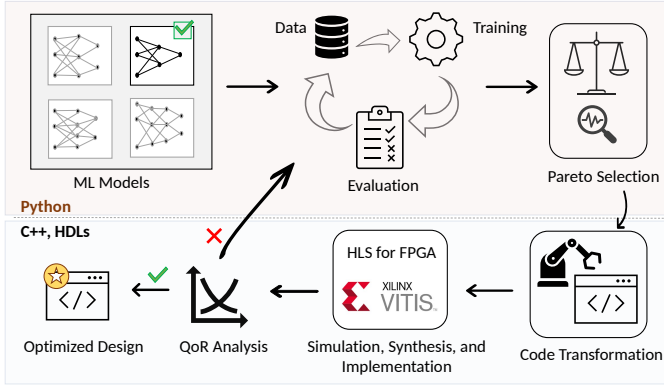 Data
Training
ML Models
Evaluation
Pareto Selection
Python
C++, HDLs
HLS for FPGA
XILINX
VITIS
Optimized Design
QoR Analysis
Simulation, Synthesis, and
Implementation
Code Transformation